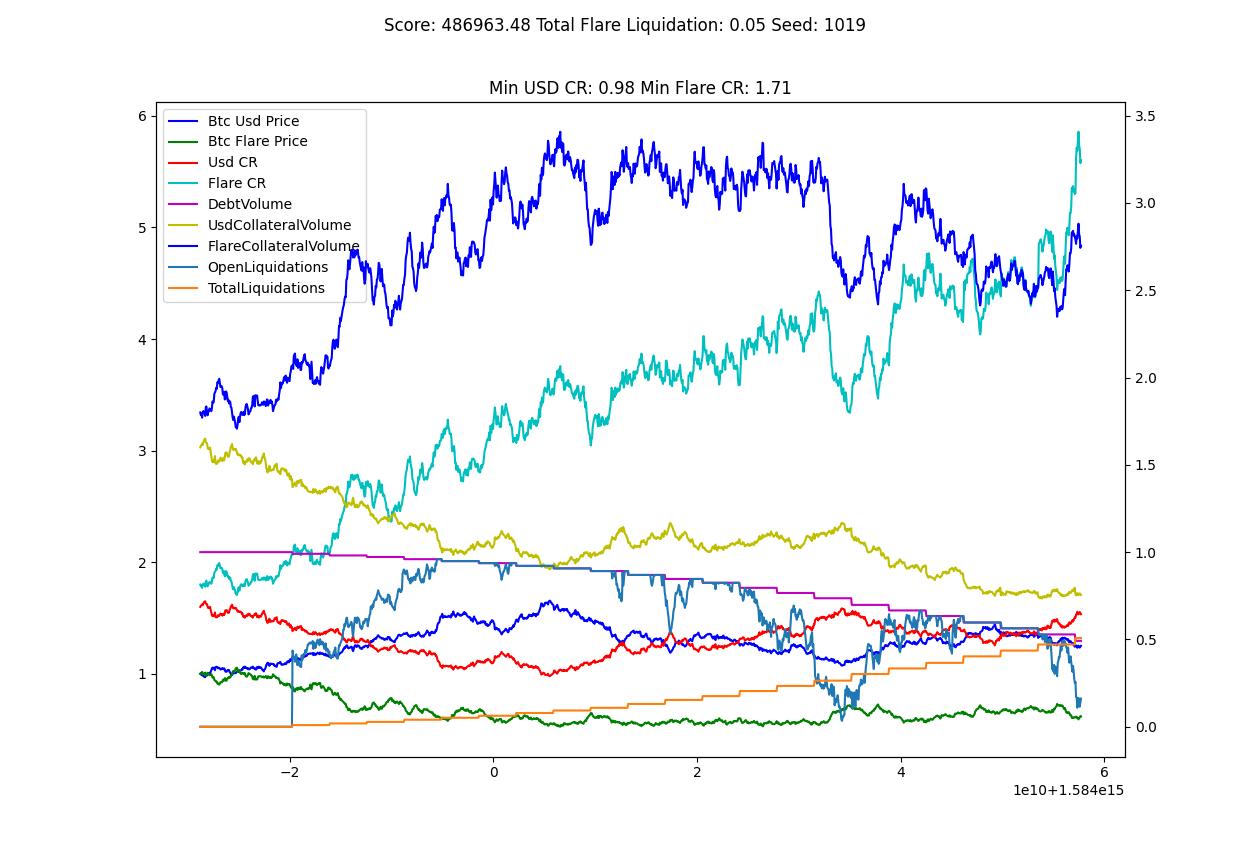 Score: 486963.48 Total Flare Liquidation: 0.05 Seed: 1019
Min USD CR: 0.98 Min Flare CR: 1.71
Btc Usd Price
Btc Flare Price
Usd CR
Flare CR
DebtVolume
UsdCollateralVolume
FlareCollateralVolume
OpenLiquidations
TotalLiquidations
6
5
4
3
2
1
3.5
3.0
2.5
2.0
1.5
1.0
0.5
0.0
−2 0 2 4 6
1e10+1.584e15